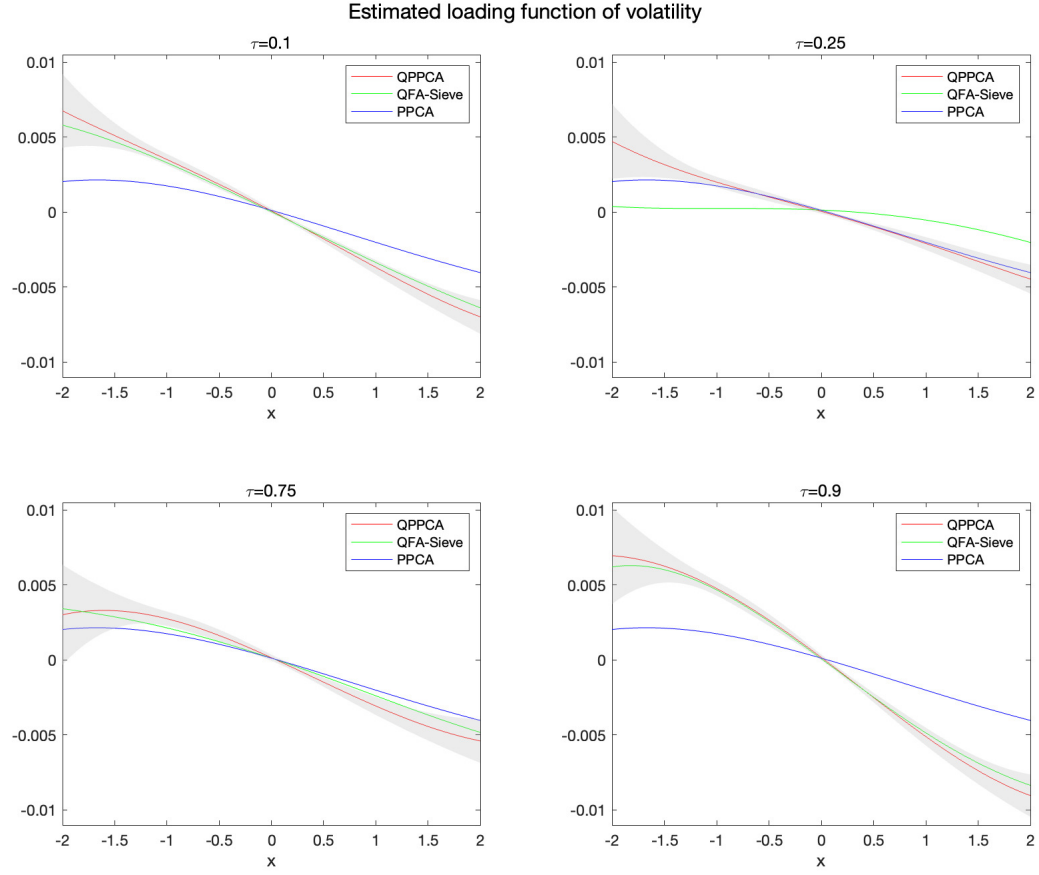 Estimated loading function of volatility
τ=0.1
0.01
0.005
0
-0.005
-0.01
-2 -1.5 -1 -0.5 0 0.5 1 1.5 2
x
QPPCA
QFA-Sieve
PPCA
τ=0.25
0.01
0.005
0
-0.005
-0.01
-2 -1.5 -1 -0.5 0 0.5 1 1.5 2
x
QPPCA
QFA-Sieve
PPCA
τ=0.75
0.01
0.005
0
-0.005
-0.01
-2 -1.5 -1 -0.5 0 0.5 1 1.5 2
x
QPPCA
QFA-Sieve
PPCA
τ=0.9
0.01
0.005
0
-0.005
-0.01
-2 -1.5 -1 -0.5 0 0.5 1 1.5 2
x
QPPCA
QFA-Sieve
PPCA